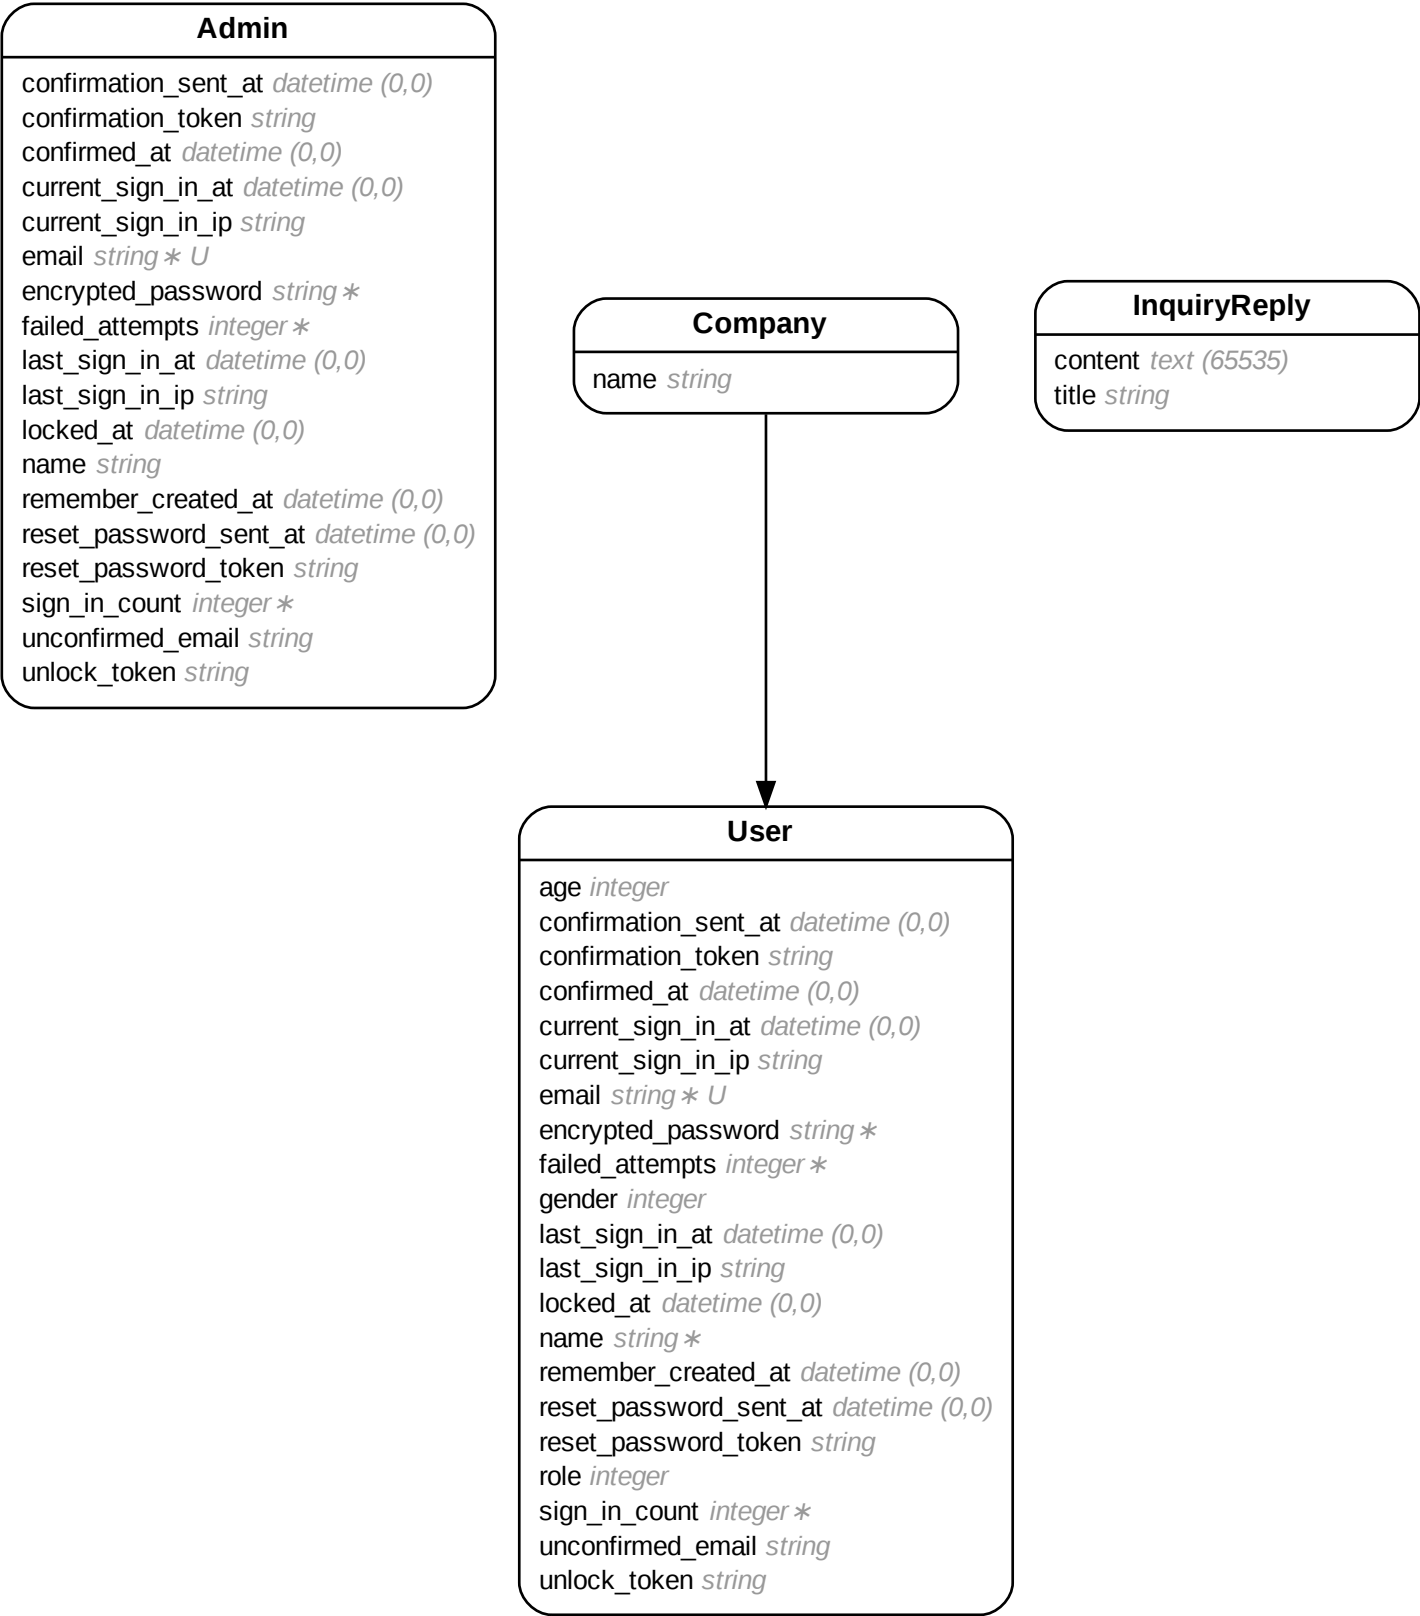 Admin
confirmation_sent_at datetime (0,0)
confirmation_token string
confirmed_at datetime (0,0)
current_sign_in_at datetime (0,0)
current_sign_in_ip string
email string∗ U
encrypted_password string∗
failed_attempts integer∗
last_sign_in_at datetime (0,0)
last_sign_in_ip string
locked_at datetime (0,0)
name string
remember_created_at datetime (0,0)
reset_password_sent_at datetime (0,0)
reset_password_token string
sign_in_count integer∗
unconfirmed_email string
unlock_token string
Company
name string
InquiryReply
content text (65535)
title string
User
age integer
confirmation_sent_at datetime (0,0)
confirmation_token string
confirmed_at datetime (0,0)
current_sign_in_at datetime (0,0)
current_sign_in_ip string
email string∗ U
encrypted_password string∗
failed_attempts integer∗
gender integer
last_sign_in_at datetime (0,0)
last_sign_in_ip string
locked_at datetime (0,0)
name string∗
remember_created_at datetime (0,0)
reset_password_sent_at datetime (0,0)
reset_password_token string
role integer
sign_in_count integer∗
unconfirmed_email string
unlock_token string